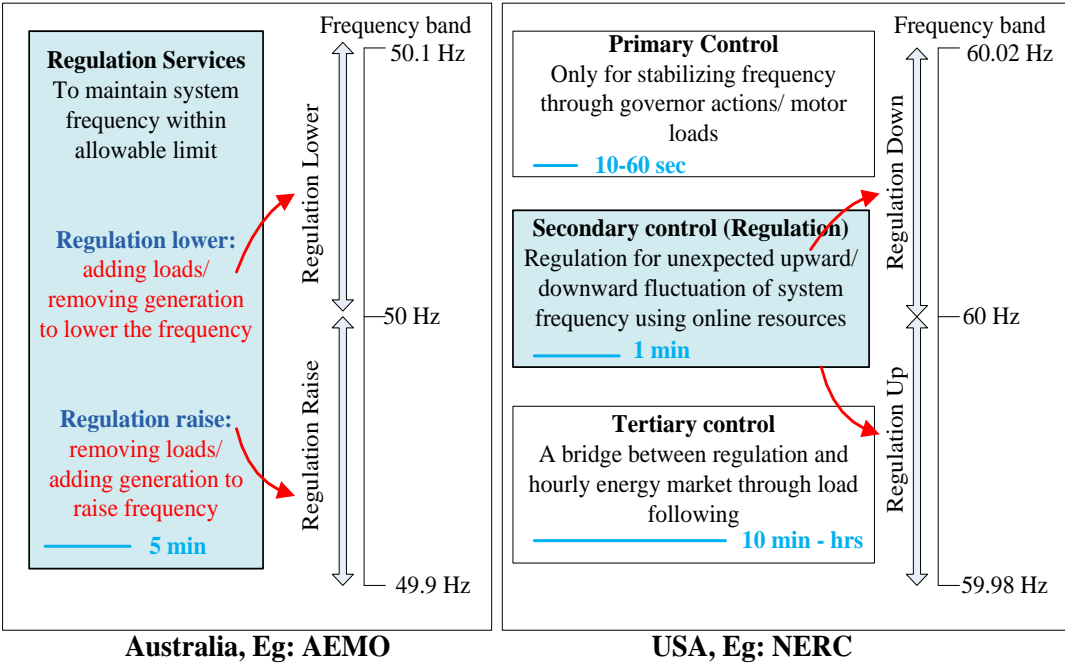 Frequency band
50.1 Hz
Regulation Services
To maintain system
frequency within
allowable limit
Regulation Lower
Regulation lower:
adding loads/
removing generation
to lower the frequency
50 Hz
Regulation raise:
removing loads/
adding generation to
raise frequency
Regulation Raise
5 min
49.9 Hz
Australia, Eg: AEMO
Frequency band
60.02 Hz
Primary Control
Only for stabilizing frequency
through governor actions/ motor
loads
10-60 sec
Regulation Down
Secondary control (Regulation)
Regulation for unexpected upward/
downward fluctuation of system
frequency using online resources
1 min
60 Hz
Regulation Up
Tertiary control
A bridge between regulation and
hourly energy market through load
following
10 min - hrs
59.98 Hz
USA, Eg: NERC